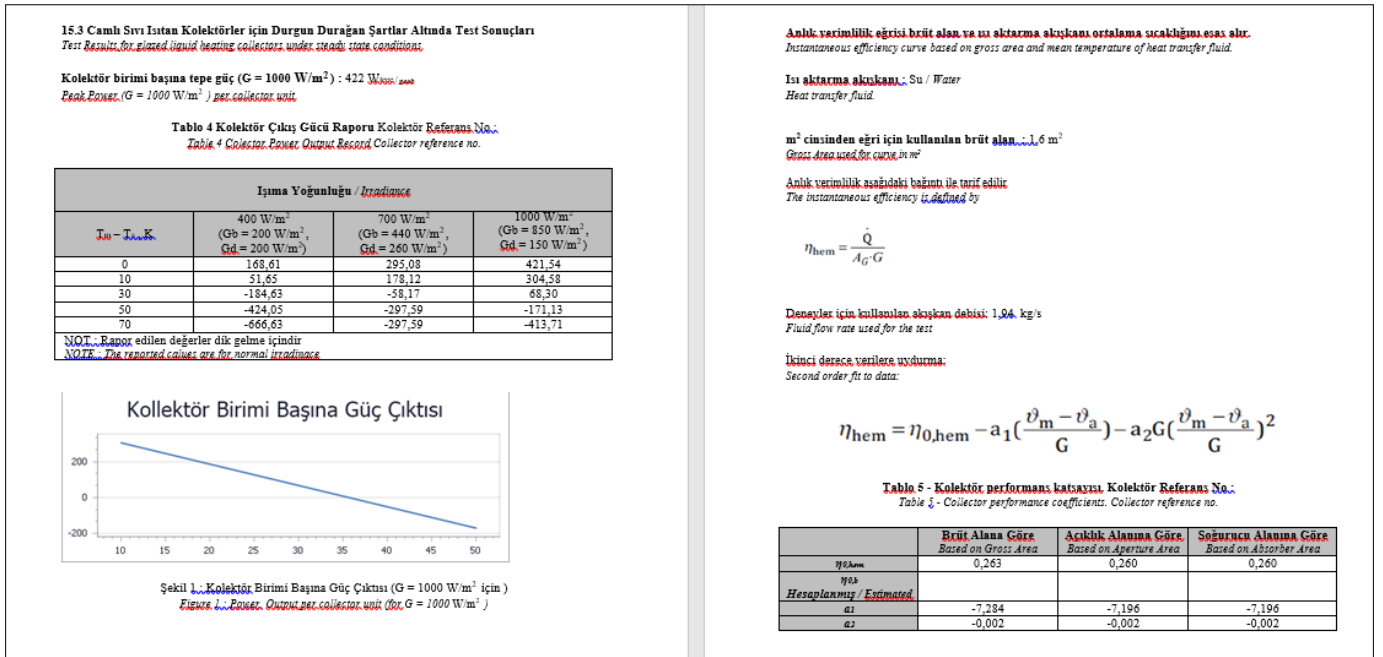 15.3 Camlı Sıvı Isıtan Kolektörler için Durgun Durağan Şartlar Altında Test Sonuçları
Test Results for glazed liquid heating collectors under steady state conditions
Kolektör birimi başına tepe güç (G = 1000 W/m²) : 422 W
Peak Power (G = 1000 W/m² ) per collector unit
Tablo 4 Kolektör Çıkış Gücü Raporu Kolektör Referans No.:
Table 4 Colector Power Output Record Collector reference no.
Işıma Yoğunluğu / Irradiance
Tm – Ta, K
400 W/m² (Gb = 200 W/m², Gd = 200 W/m²)
700 W/m² (Gb = 440 W/m², Gd = 260 W/m²)
1000 W/m² (Gb = 850 W/m², Gd = 150 W/m²)
0 168,61 295,08 421,54
10 51,65 178,12 304,58
30 -184,63 -58,17 68,30
50 -424,05 -297,59 -171,13
70 -666,63 -297,59 -413,71
NOT : Rapor edilen değerler dik gelme içindir
NOTE : The reported calues are for normal irradinace
Kollektör Birimi Başına Güç Çıktısı
200
0
-200
10 15 20 25 30 35 40 45 50
Şekil 1.: Kolektör Birimi Başına Güç Çıktısı (G = 1000 W/m² için )
Figure 1.: Power Output per collector unit (for G = 1000 W/m² )
Anlık verimlilik eğrisi brüt alan ve ısı aktarma akışkanı ortalama sıcaklığını esas alır.
Instantaneous efficiency curve based on gross area and mean temperature of heat transfer fluid.
Isı aktarma akışkanı : Su / Water
Heat transfer fluid
m² cinsinden eğri için kullanılan brüt alan : 1,6 m²
Gross Area used for curve in m²
Anlık verimlilik aşağıdaki bağıntı ile tarif edilir
The instantaneous efficiency is defined by
ηhem = Q̇ / AG·G
Deneyler için kullanılan akışkan debisi: 1,94 kg/s
Fluid flow rate used for the test
İkinci derece verilere uydurma:
Second order fit to data:
ηhem = η0,hem − a1((ϑm − ϑa)/G) − a2G((ϑm − ϑa)/G)²
Tablo 5 - Kolektör performans katsayısı. Kolektör Referans No.:
Table 5 - Collector performance coefficients. Collector reference no.
Brüt Alana Göre Based on Gross Area
Açıklık Alanına Göre Based on Aperture Area
Soğurucu Alanına Göre Based on Absorber Area
η0,hem 0,263 0,260 0,260
η0,b
Hesaplanmış / Estimated
a1 -7,284 -7,196 -7,196
a2 -0,002 -0,002 -0,002